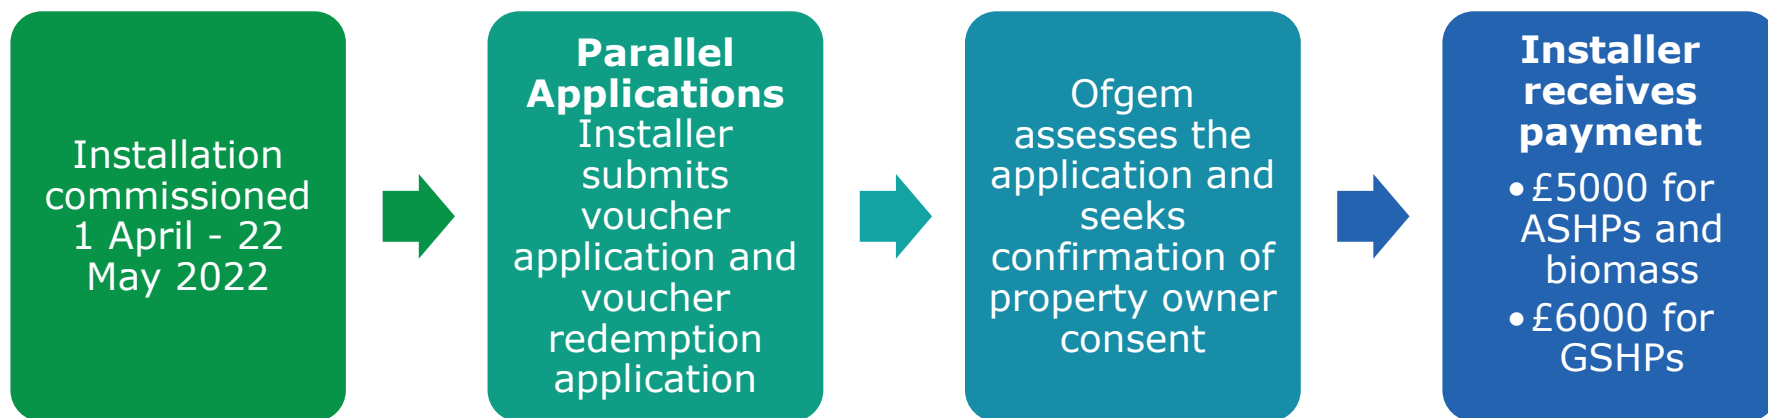 Installation
commissioned
1 April - 22
May 2022
Parallel
Applications
Installer
submits
voucher
application and
voucher
redemption
application
Ofgem
assesses the
application and
seeks
confirmation of
property owner
consent
Installer
receives
payment
•£5000 for
ASHPs and
biomass
•£6000 for
GSHPs